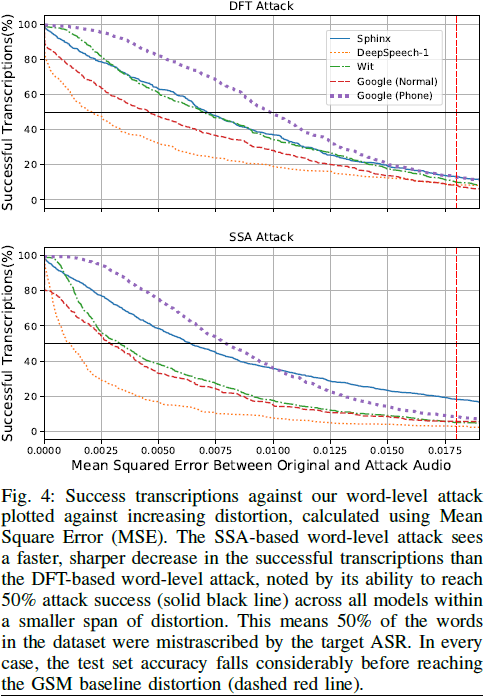 DFT Attack
Successful Transcriptions(%)
100
80
60
40
20
0
Sphinx
DeepSpeech-1
Wit
Google (Normal)
Google (Phone)
SSA Attack
Successful Transcriptions(%)
100
80
60
40
20
0
0.0000 0.0025 0.0050 0.0075 0.0100 0.0125 0.0150 0.0175
Mean Squared Error Between Original and Attack Audio
Fig. 4: Success transcriptions against our word-level attack
plotted against increasing distortion, calculated using Mean
Square Error (MSE). The SSA-based word-level attack sees
a faster, sharper decrease in the successful transcriptions than
the DFT-based word-level attack, noted by its ability to reach
50% attack success (solid black line) across all models within
a smaller span of distortion. This means 50% of the words
in the dataset were mistrascribed by the target ASR. In every
case, the test set accuracy falls considerably before reaching
the GSM baseline distortion (dashed red line).